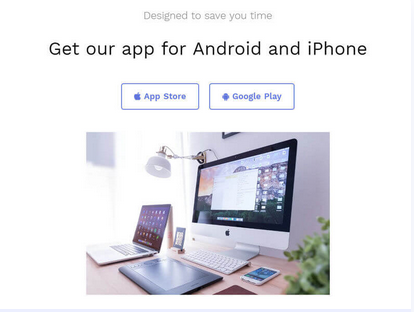 Designed to save you time
Get our app for Android and iPhone
App Store
Google Play